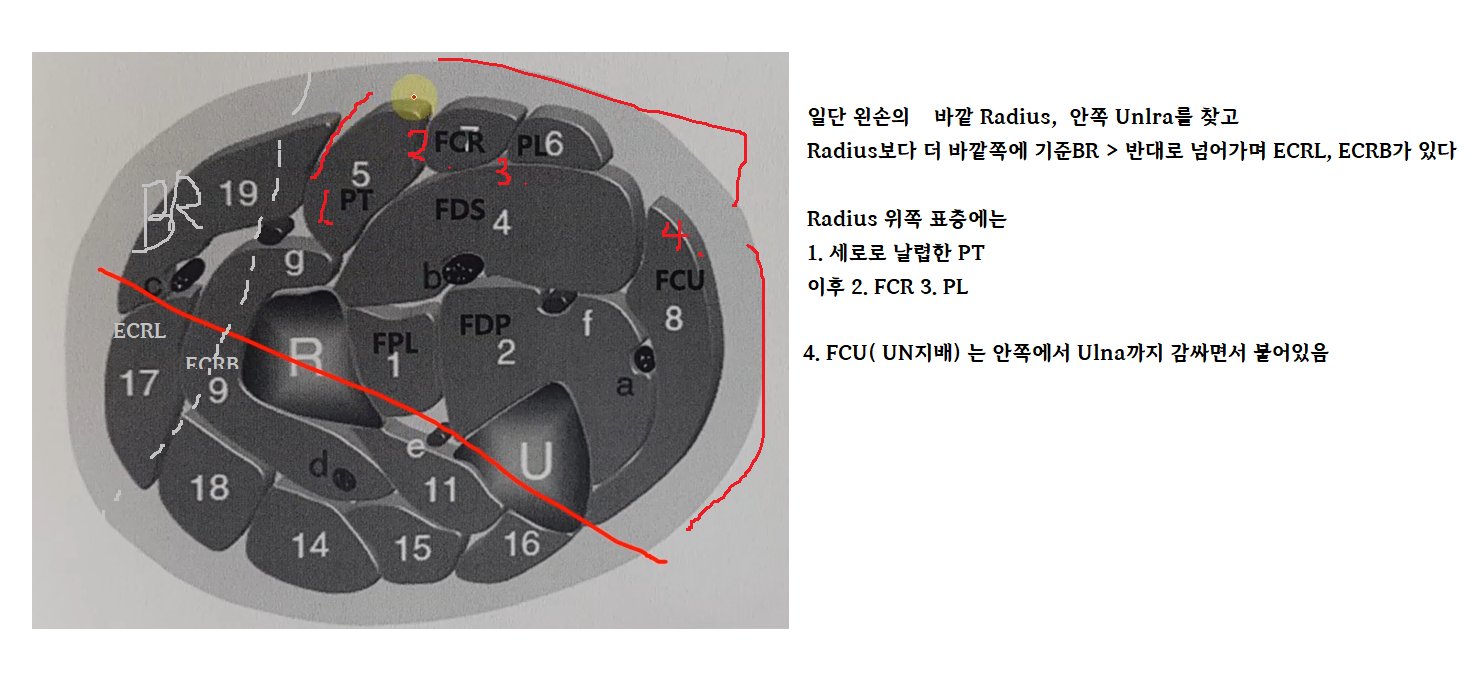 일단 왼손의 바깥 Radius, 안쪽 Unlra를 찾고
Radius보다 더 바깥쪽에 기준BR > 반대로 넘어가며 ECRL, ECRB가 있다
Radius 위쪽 표층에는
1. 세로로 날렵한 PT
이후 2. FCR 3. PL
4. FCU( UN지배) 는 안쪽에서 Ulna까지 감싸면서 붙어있음
2 FCR 7 PL 6
BR 19 5 3
1 PT FDS 4 4.
g
c b FCU
ECRL FDP f 8
ECRB R FPL 2
17 9 1 a
e U
d
18 11
14 15 16